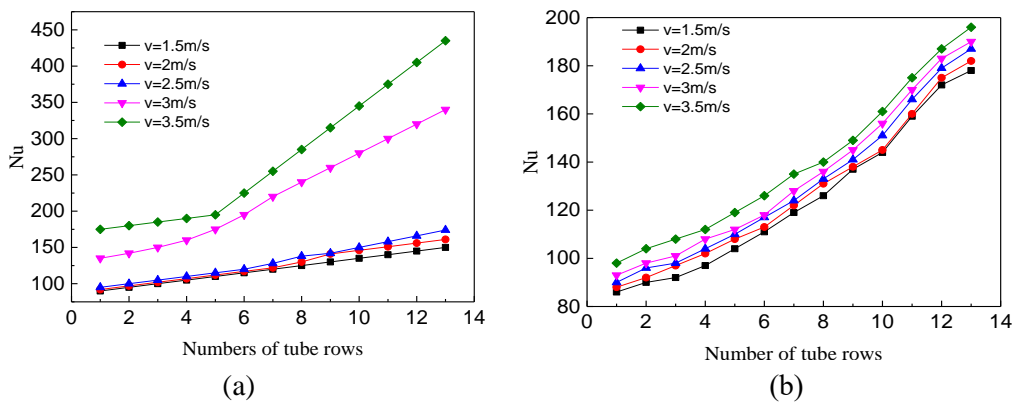 450
400
350
300
250
200
150
100
Nu
v=1.5m/s
v=2m/s
v=2.5m/s
v=3m/s
v=3.5m/s
0 2 4 6 8 10 12 14
Numbers of tube rows
(a)
200
180
160
140
120
100
80
Nu
v=1.5m/s
v=2m/s
v=2.5m/s
v=3m/s
v=3.5m/s
0 2 4 6 8 10 12 14
Number of tube rows
(b)